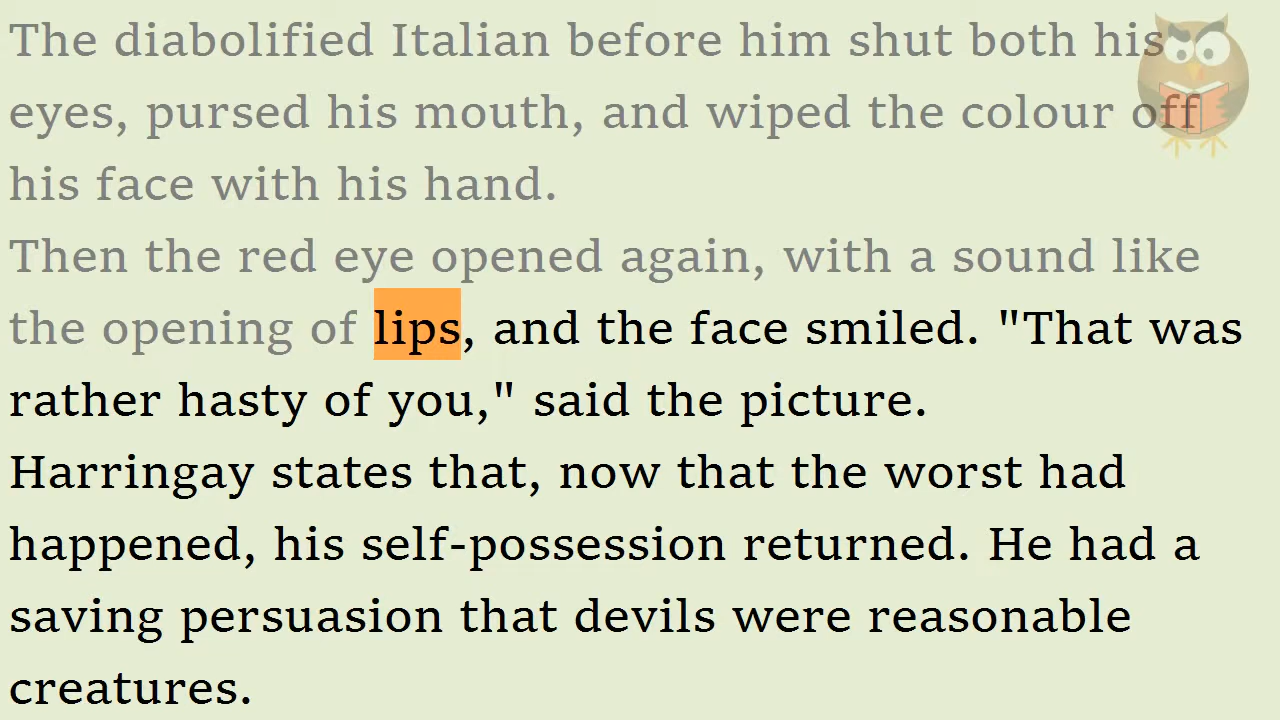 The diabolified Italian before him shut both his
eyes, pursed his mouth, and wiped the colour off
his face with his hand.
Then the red eye opened again, with a sound like
the opening of lips, and the face smiled. "That was
rather hasty of you," said the picture.
Harringay states that, now that the worst had
happened, his self-possession returned. He had a
saving persuasion that devils were reasonable
creatures.